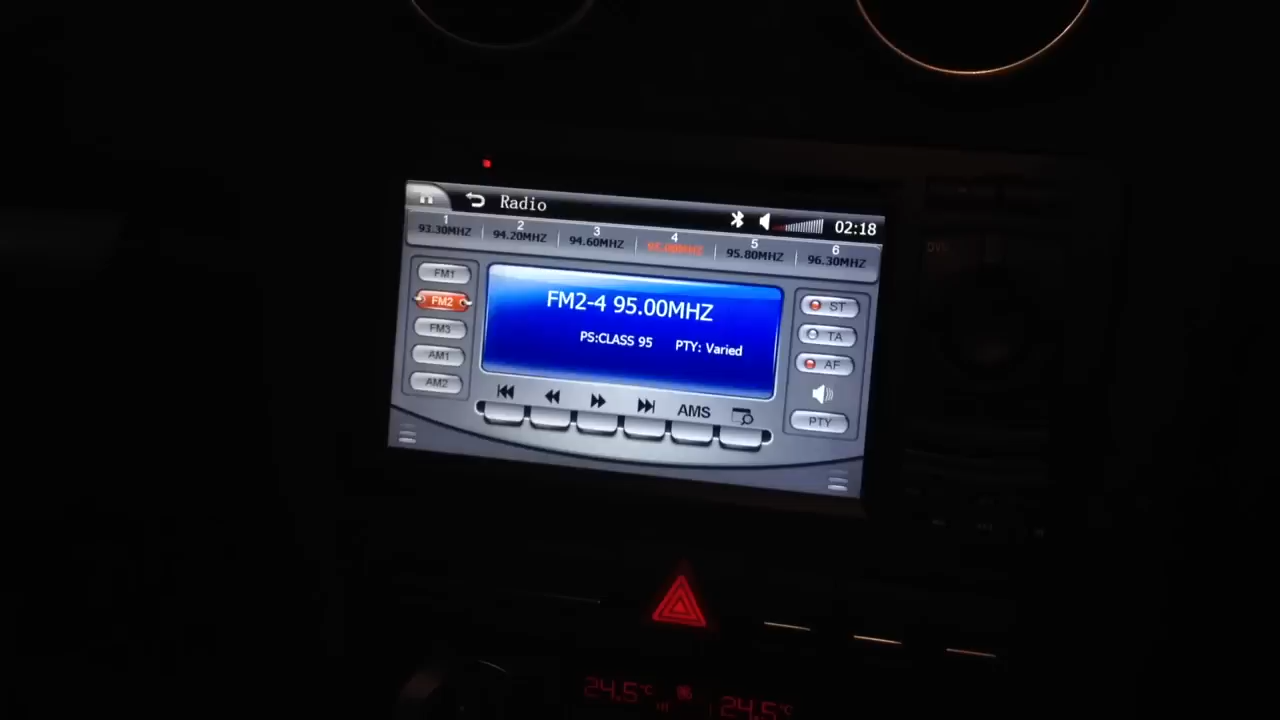 Radio
02:18
1 2 3 4 5 6
93.30MHZ 94.20MHZ 94.60MHZ 95.00MHZ 95.80MHZ 96.30MHZ
FM1
FM2
FM3
AM1
AM2
FM2-4 95.00MHZ
PS:CLASS 95 PTY: Varied
AMS
ST
TA
AF
PTY
24.5°C 24.5°C